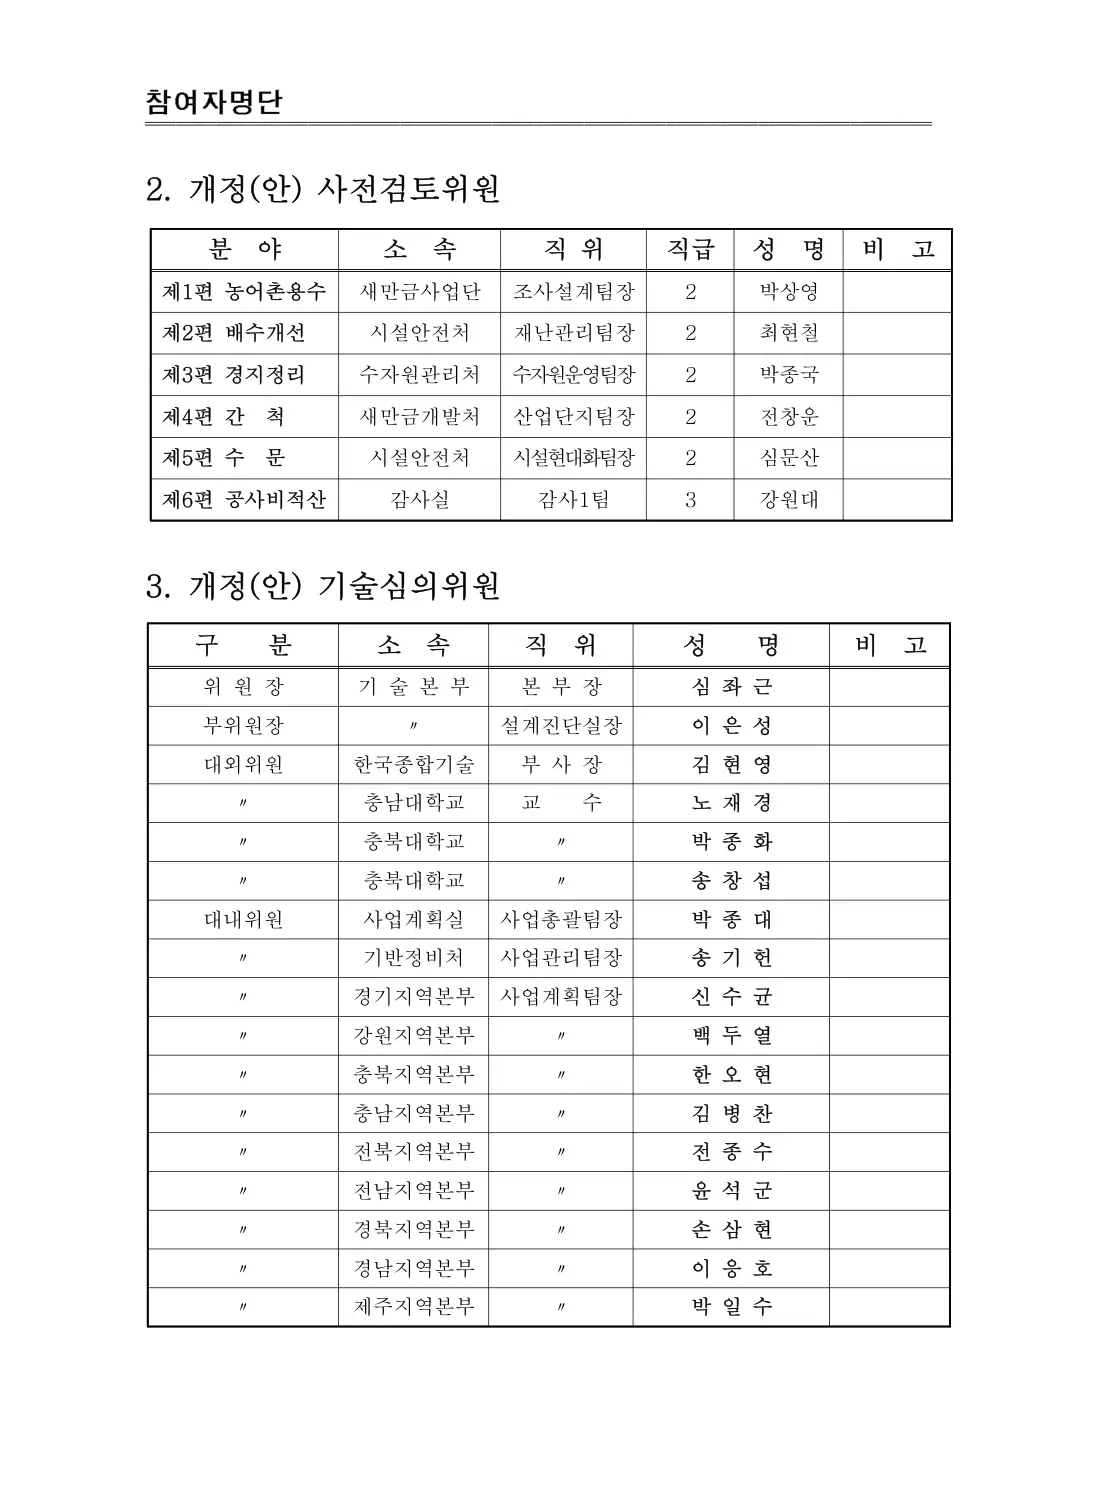 참여자명단
2. 개정(안) 사전검토위원
분 야 소 속 직 위 직급 성 명 비 고
제1편 농어촌용수 새만금사업단 조사설계팀장 2 박상영
제2편 배수개선 시설안전처 재난관리팀장 2 최현철
제3편 경지정리 수자원관리처 수자원운영팀장 2 박종국
제4편 간 척 새만금개발처 산업단지팀장 2 전창운
제5편 수 문 시설안전처 시설현대화팀장 2 심문산
제6편 공사비적산 감사실 감사1팀 3 강원대
3. 개정(안) 기술심의위원
구 분 소 속 직 위 성 명 비 고
위 원 장 기 술 본 부 본 부 장 심 좌 근
부위원장 〃 설계진단실장 이 은 성
대외위원 한국종합기술 부 사 장 김 현 영
〃 충남대학교 교 수 노 재 경
〃 충북대학교 〃 박 종 화
〃 충북대학교 〃 송 창 섭
대내위원 사업계획실 사업총괄팀장 박 종 대
〃 기반정비처 사업관리팀장 송 기 헌
〃 경기지역본부 사업계획팀장 신 수 균
〃 강원지역본부 〃 백 두 열
〃 충북지역본부 〃 한 오 현
〃 충남지역본부 〃 김 병 찬
〃 전북지역본부 〃 전 종 수
〃 전남지역본부 〃 윤 석 군
〃 경북지역본부 〃 손 삼 현
〃 경남지역본부 〃 이 응 호
〃 제주지역본부 〃 박 일 수